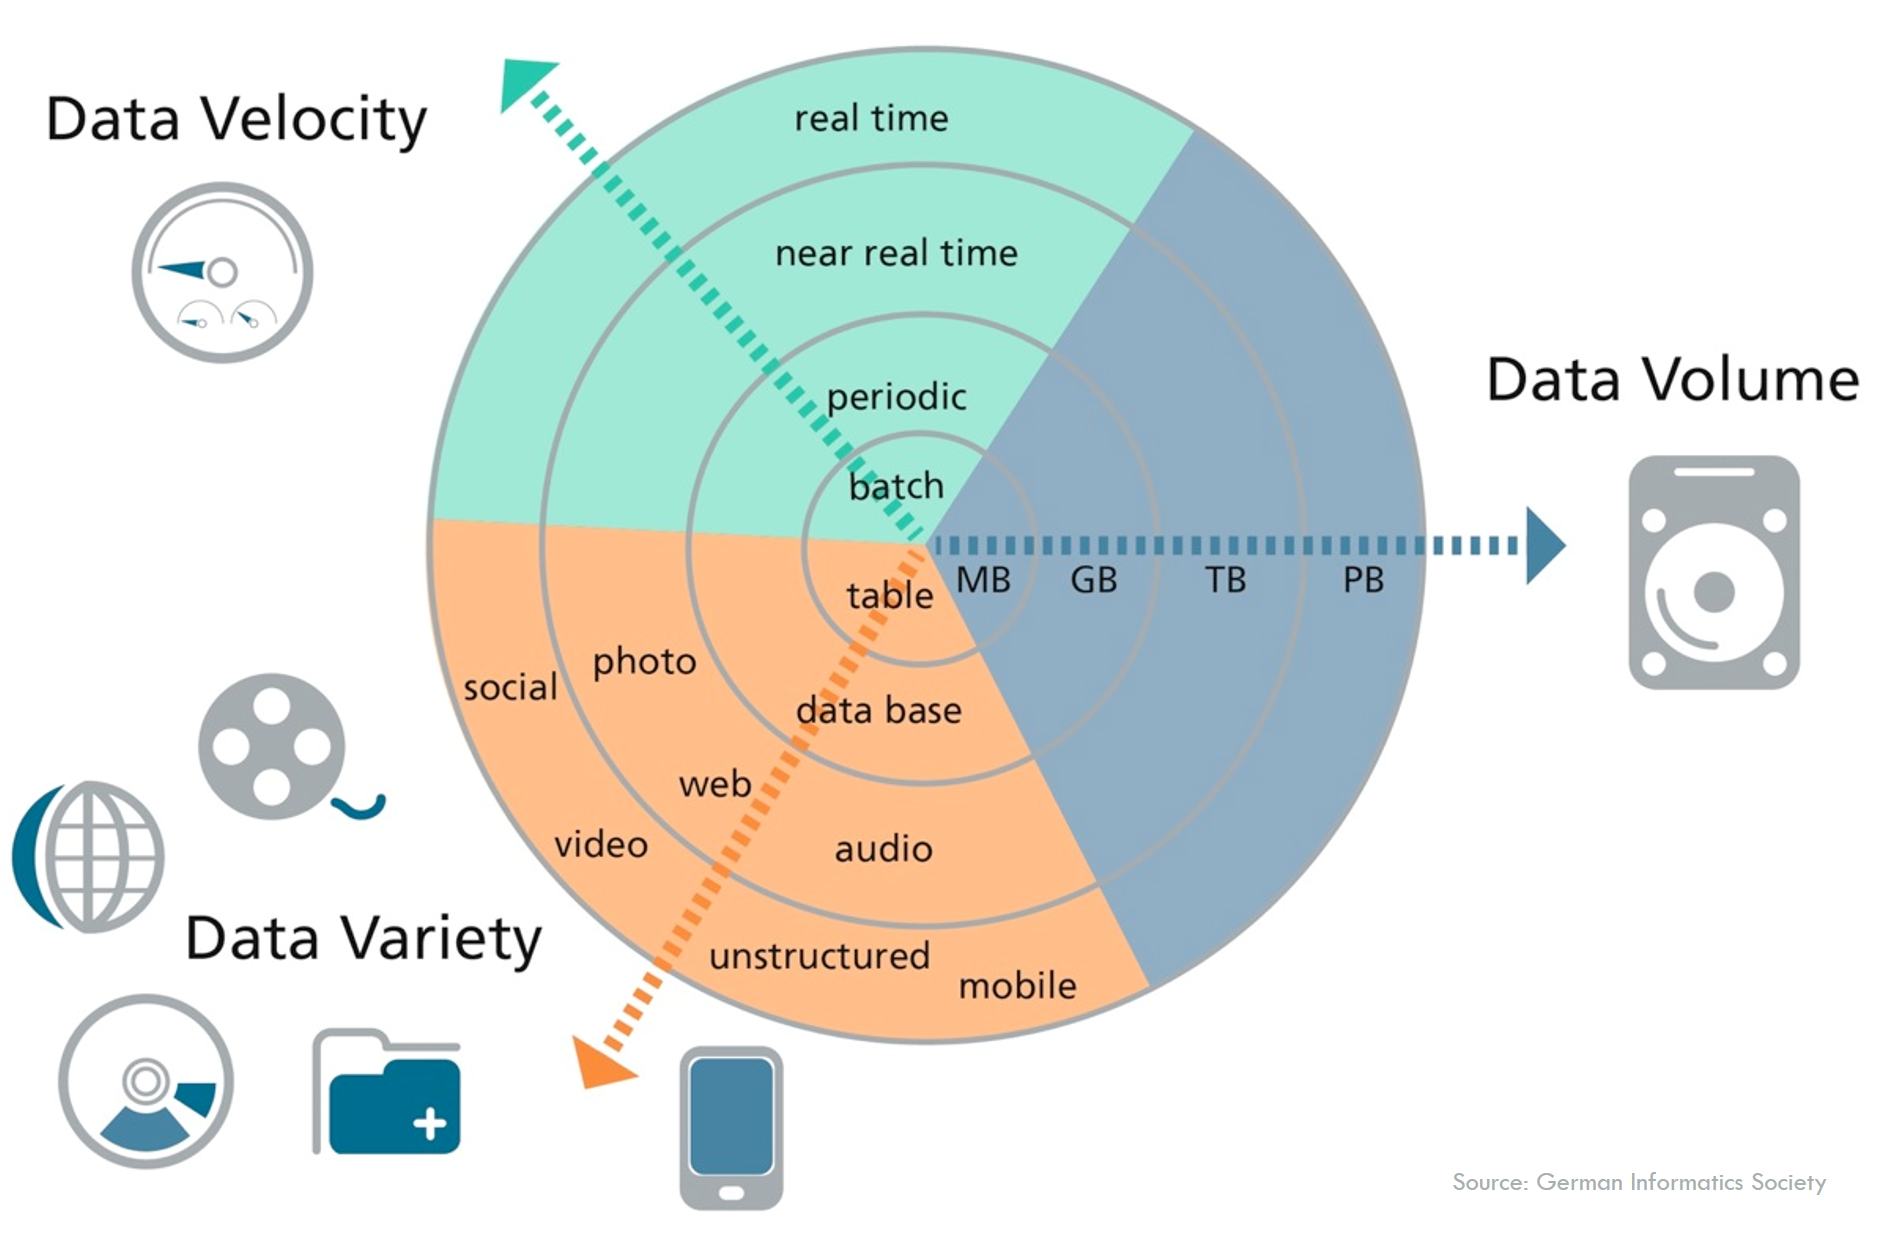 Data Velocity
real time
near real time
periodic
batch
Data Volume
MB GB TB PB
table
photo
social
data base
web
video
audio
Data Variety
unstructured
mobile
Source: German Informatics Society